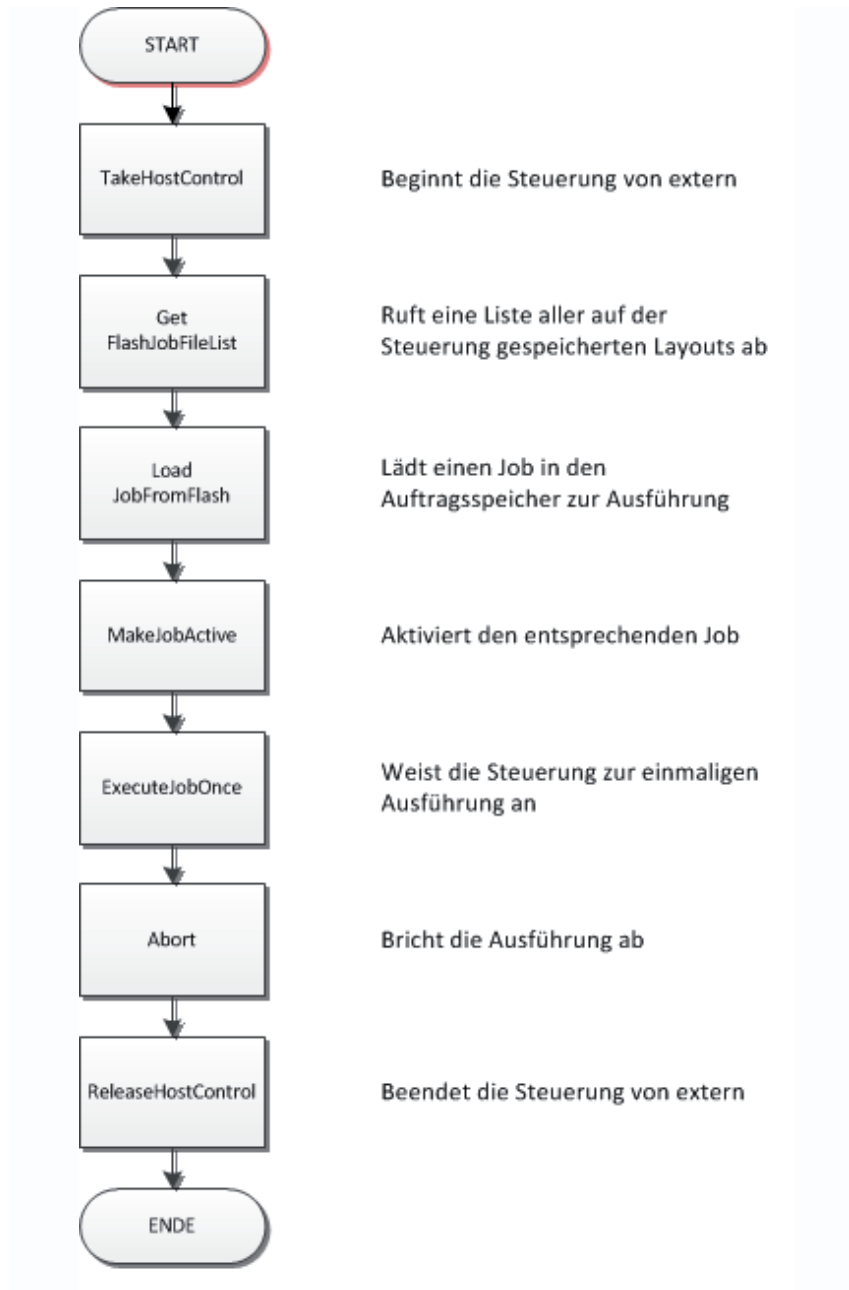 START
TakeHostControl
Beginnt die Steuerung von extern
Get
FlashJobFileList
Ruft eine Liste aller auf der
Steuerung gespeicherten Layouts ab
Load
JobFromFlash
Lädt einen Job in den
Auftragsspeicher zur Ausführung
MakeJobActive
Aktiviert den entsprechenden Job
ExecuteJobOnce
Weist die Steuerung zur einmaligen
Ausführung an
Abort
Bricht die Ausführung ab
ReleaseHostControl
Beendet die Steuerung von extern
ENDE